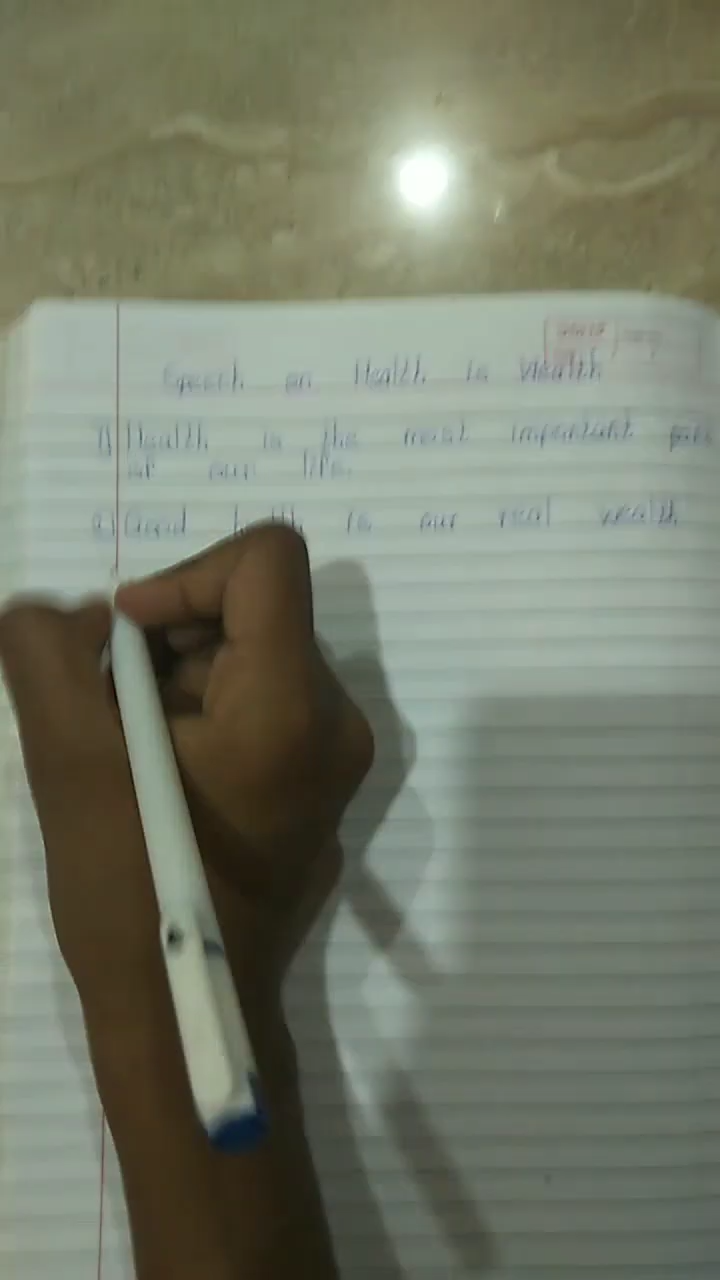 Speech on Health is Wealth
1) Health is the most important part
of our life.
2) Good health is our real wealth